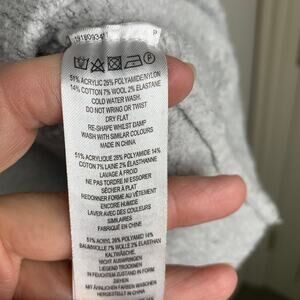 P
51% ACRYLIC 26% POLYAMIDE/NYLON
14% COTTON 7% WOOL 2% ELASTANE
COLD WATER WASH.
DO NOT WRING OR TWIST
DRY FLAT
RE-SHAPE WHILST DAMP
WASH WITH SIMILAR COLOURS
MADE IN CHINA
51% ACRYLIQUE 26% POLYAMIDE 14%
COTON 7% LAINE 2% ÉLASTHANNE
LAVAGE À FROID
NE PAS TORDRE NI ESSORER
SÉCHER À PLAT
REDONNER FORME AU VÊTEMENT
ENCORE HUMIDE
LAVER AVEC DES COULEURS
SIMILAIRES
FABRIQUÉ EN CHINE
51% ACRYL 26% POLYAMID 14%
BAUMWOLLE 7% WOLLE 2% ELASTHAN
KALTWÄSCHE.
NICHT AUSWRINGEN
LIEGEND TROCKNEN
IN FEUCHTEM ZUSTAND IN FORM
ZIEHEN
MIT ÄHNLICHEN FARBEN WASCHEN
HERGESTELLT IN CHINA